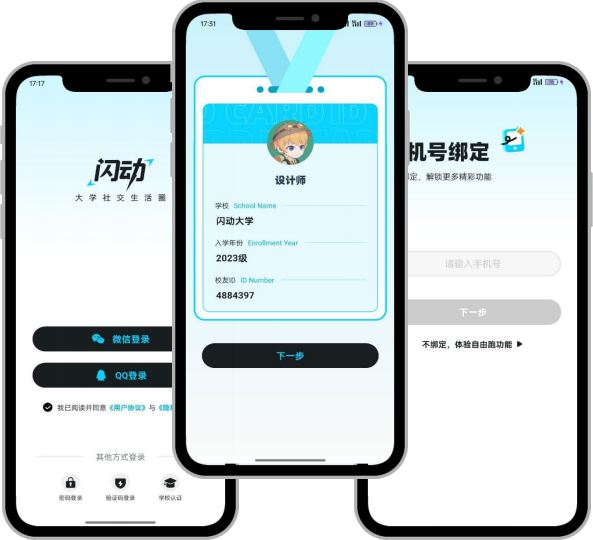 17:17
闪动
大学社交生活圈
微信登录
QQ登录
我已阅读并同意《用户协议》与《隐
其他方式登录
密码登录
验证码登录
学校认证
17:31
CARD ID
设计师
学校 School Name
闪动大学
入学年份 Enrollment Year
2023级
校友ID ID Number
4884397
下一步
机号绑定
定，解锁更多精彩功能
请输入手机号
下一步
不绑定，体验自由跑功能 ▶